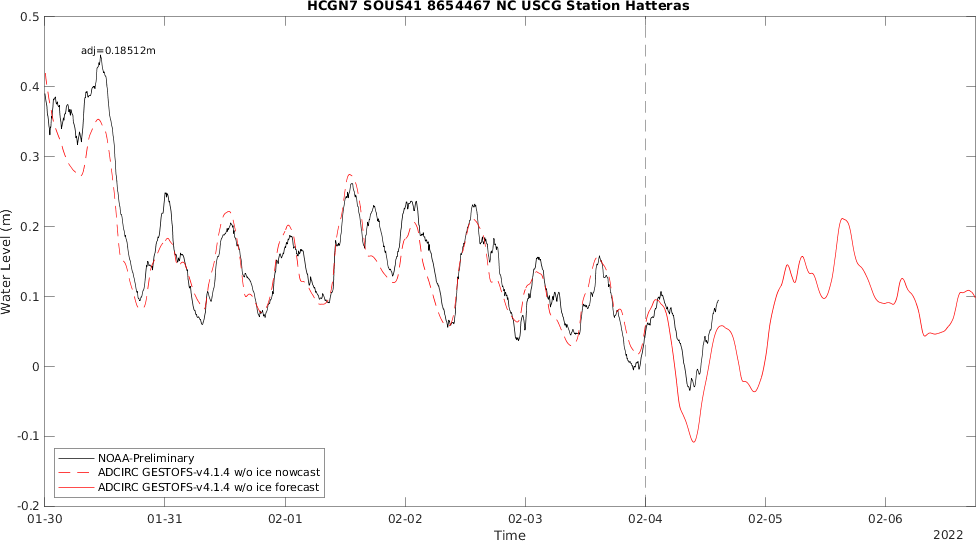 HCGN7 SOUS41 8654467 NC USCG Station Hatteras
adj=0.18512m
0.5
0.4
0.3
0.2
0.1
0
-0.1
-0.2
Water Level (m)
NOAA-Preliminary
ADCIRC GESTOFS-v4.1.4 w/o ice nowcast
ADCIRC GESTOFS-v4.1.4 w/o ice forecast
01-30 01-31 02-01 02-02 02-03 02-04 02-05 02-06
Time
2022